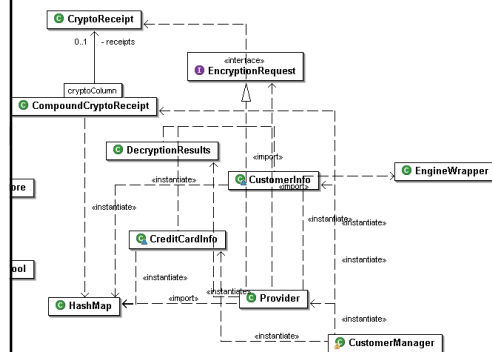 CryptoReceipt
0..1
- receipts
«interface»
EncryptionRequest
cryptoColumn
CompoundCryptoReceipt
DecryptionResults
«import»
EngineWrapper
«instantiate»
CustomerInfo
«import»
ore
«instantiate»
«instantiate»
«instantiate»
CreditCardInfo
«instantiate»
ool
«instantiate»
«instantiate»
HashMap
«import»
Provider
«instantiate»
«instantiate»
CustomerManager